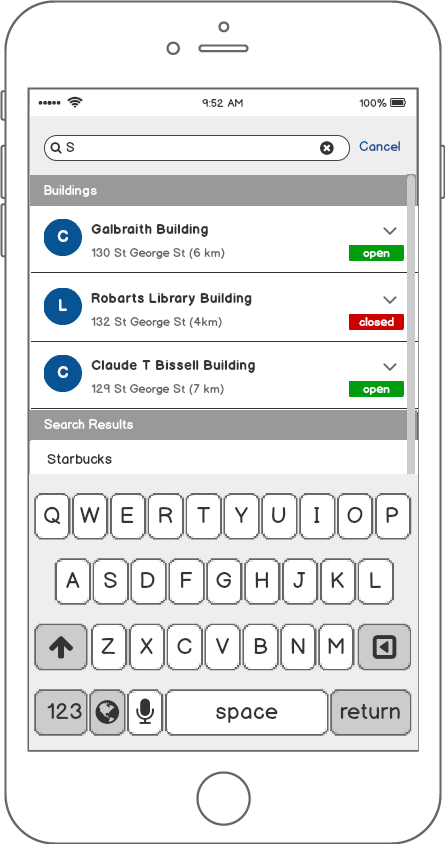 9:52 AM 100%
S Cancel
Buildings
C Galbraith Building
130 St George St (6 km) open
L Robarts Library Building
132 St George St (4km) closed
C Claude T Bissell Building
129 St George St (7 km) open
Search Results
Starbucks
Q W E R T Y U I O P
A S D F G H J K L
Z X C V B N M
123 space return